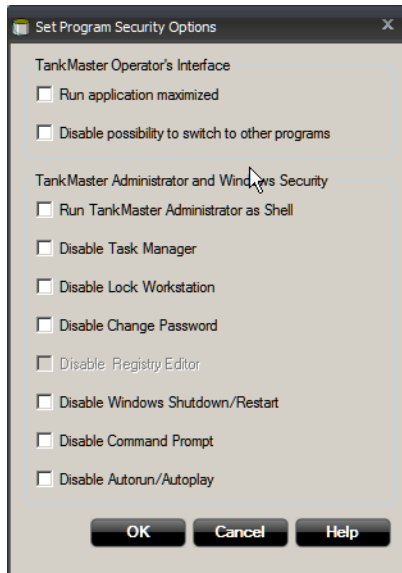 Set Program Security Options
TankMaster Operator's Interface
Run application maximized
Disable possibility to switch to other programs
TankMaster Administrator and Windows Security
Run TankMaster Administrator as Shell
Disable Task Manager
Disable Lock Workstation
Disable Change Password
Disable Registry Editor
Disable Windows Shutdown/Restart
Disable Command Prompt
Disable Autorun/Autoplay
OK Cancel Help